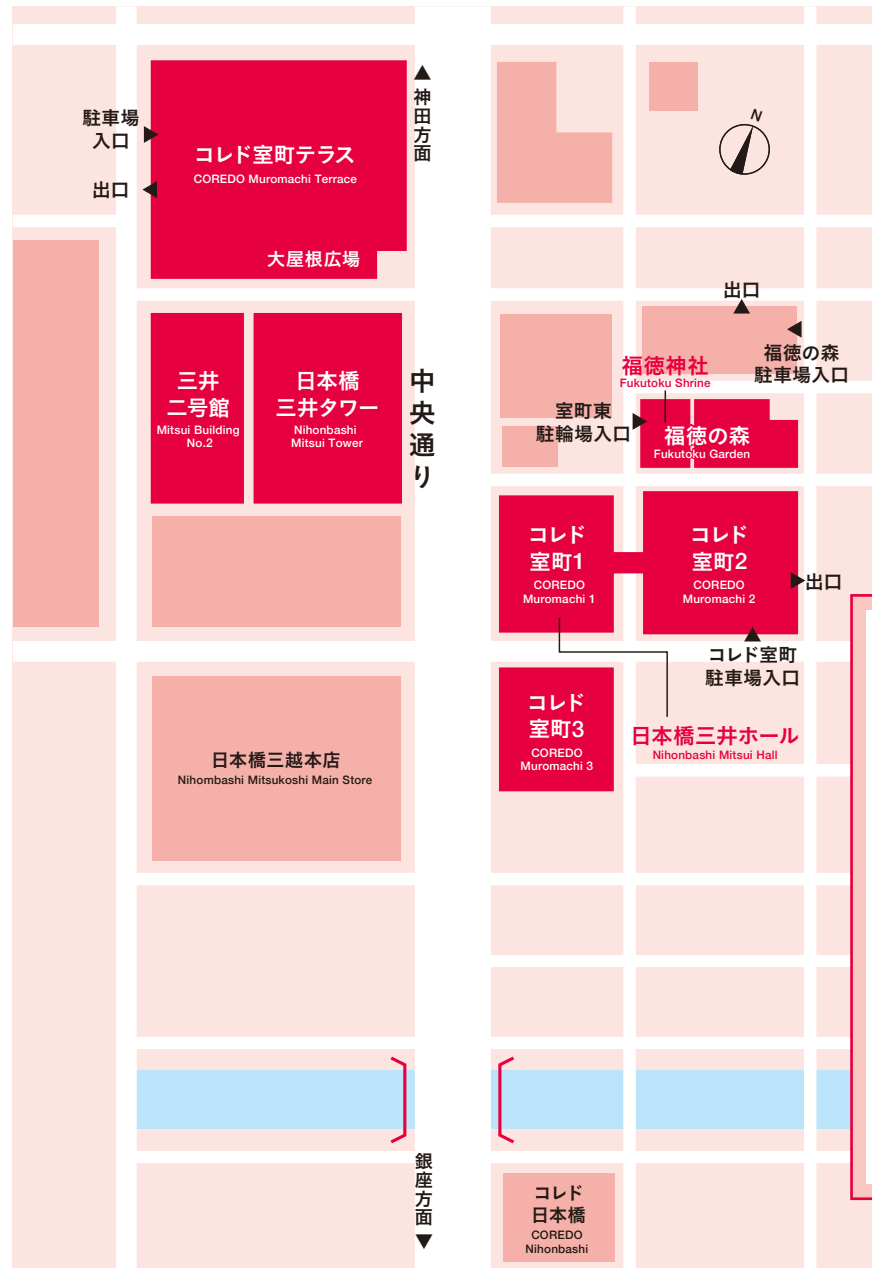 神田方面
駐車場
入口
出口
コレド室町テラス
COREDO Muromachi Terrace
大屋根広場
N
出口
福徳の森
駐車場入口
福徳神社
Fukutoku Shrine
室町東
駐輪場入口
福徳の森
Fukutoku Garden
三井
二号館
Mitsui Building
No.2
日本橋
三井タワー
Nihonbashi
Mitsui Tower
中央通り
コレド
室町1
COREDO
Muromachi 1
コレド
室町2
COREDO
Muromachi 2
出口
コレド室町
駐車場入口
コレド
室町3
COREDO
Muromachi 3
日本橋三井ホール
Nihonbashi Mitsui Hall
日本橋三越本店
Nihombashi Mitsukoshi Main Store
銀座方面
コレド
日本橋
COREDO
Nihonbashi